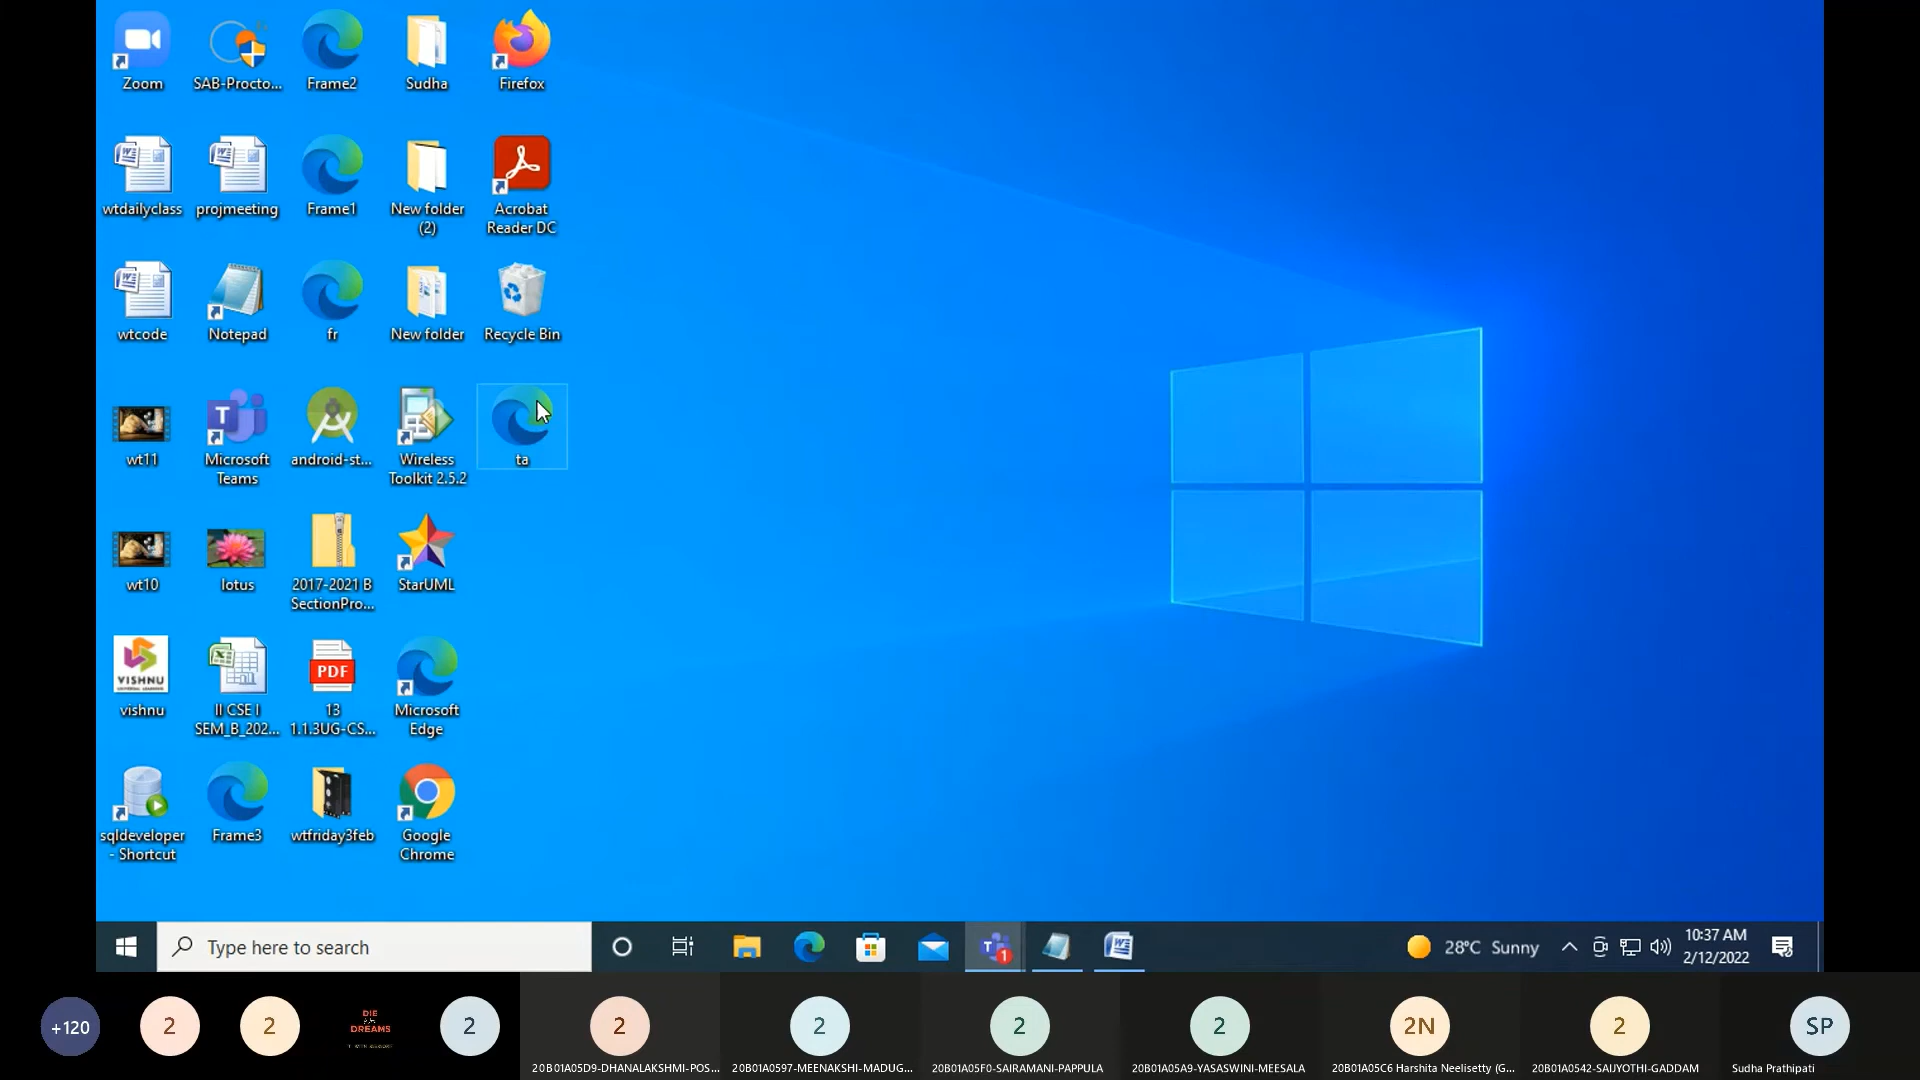 Zoom
SAB-Procto...
Frame2
Sudha
Firefox
wtdailyclass
projmeeting
Frame1
New folder
(2)
Acrobat
Reader DC
wtcode
Notepad
fr
New folder
Recycle Bin
wt11
T
Microsoft
Teams
android-st...
Wireless
Toolkit 2.5.2
ta
wt10
lotus
2017-2021 B
SectionPro...
StarUML
VISHNU
vishnu
II CSE I
SEM_B_202...
PDF
13
1.1.3UG-CS...
Microsoft
Edge
sqldeveloper
- Shortcut
Frame3
wtfriday3feb
Google
Chrome
Type here to search
1
28°C Sunny
10:37 AM
2/12/2022
+120
2
2
DIE
DREAMS
2
2
20B01A05D9-DHANALAKSHMI-POS...
2
20B01A0597-MEENAKSHI-MADUG...
2
20B01A05F0-SAIRAMANI-PAPPULA
2
20B01A05A9-YASASWINI-MEESALA
2N
20B01A05C6 Harshita Neelisetty (G...
2
20B01A0542-SAIJYOTHI-GADDAM
SP
Sudha Prathipati